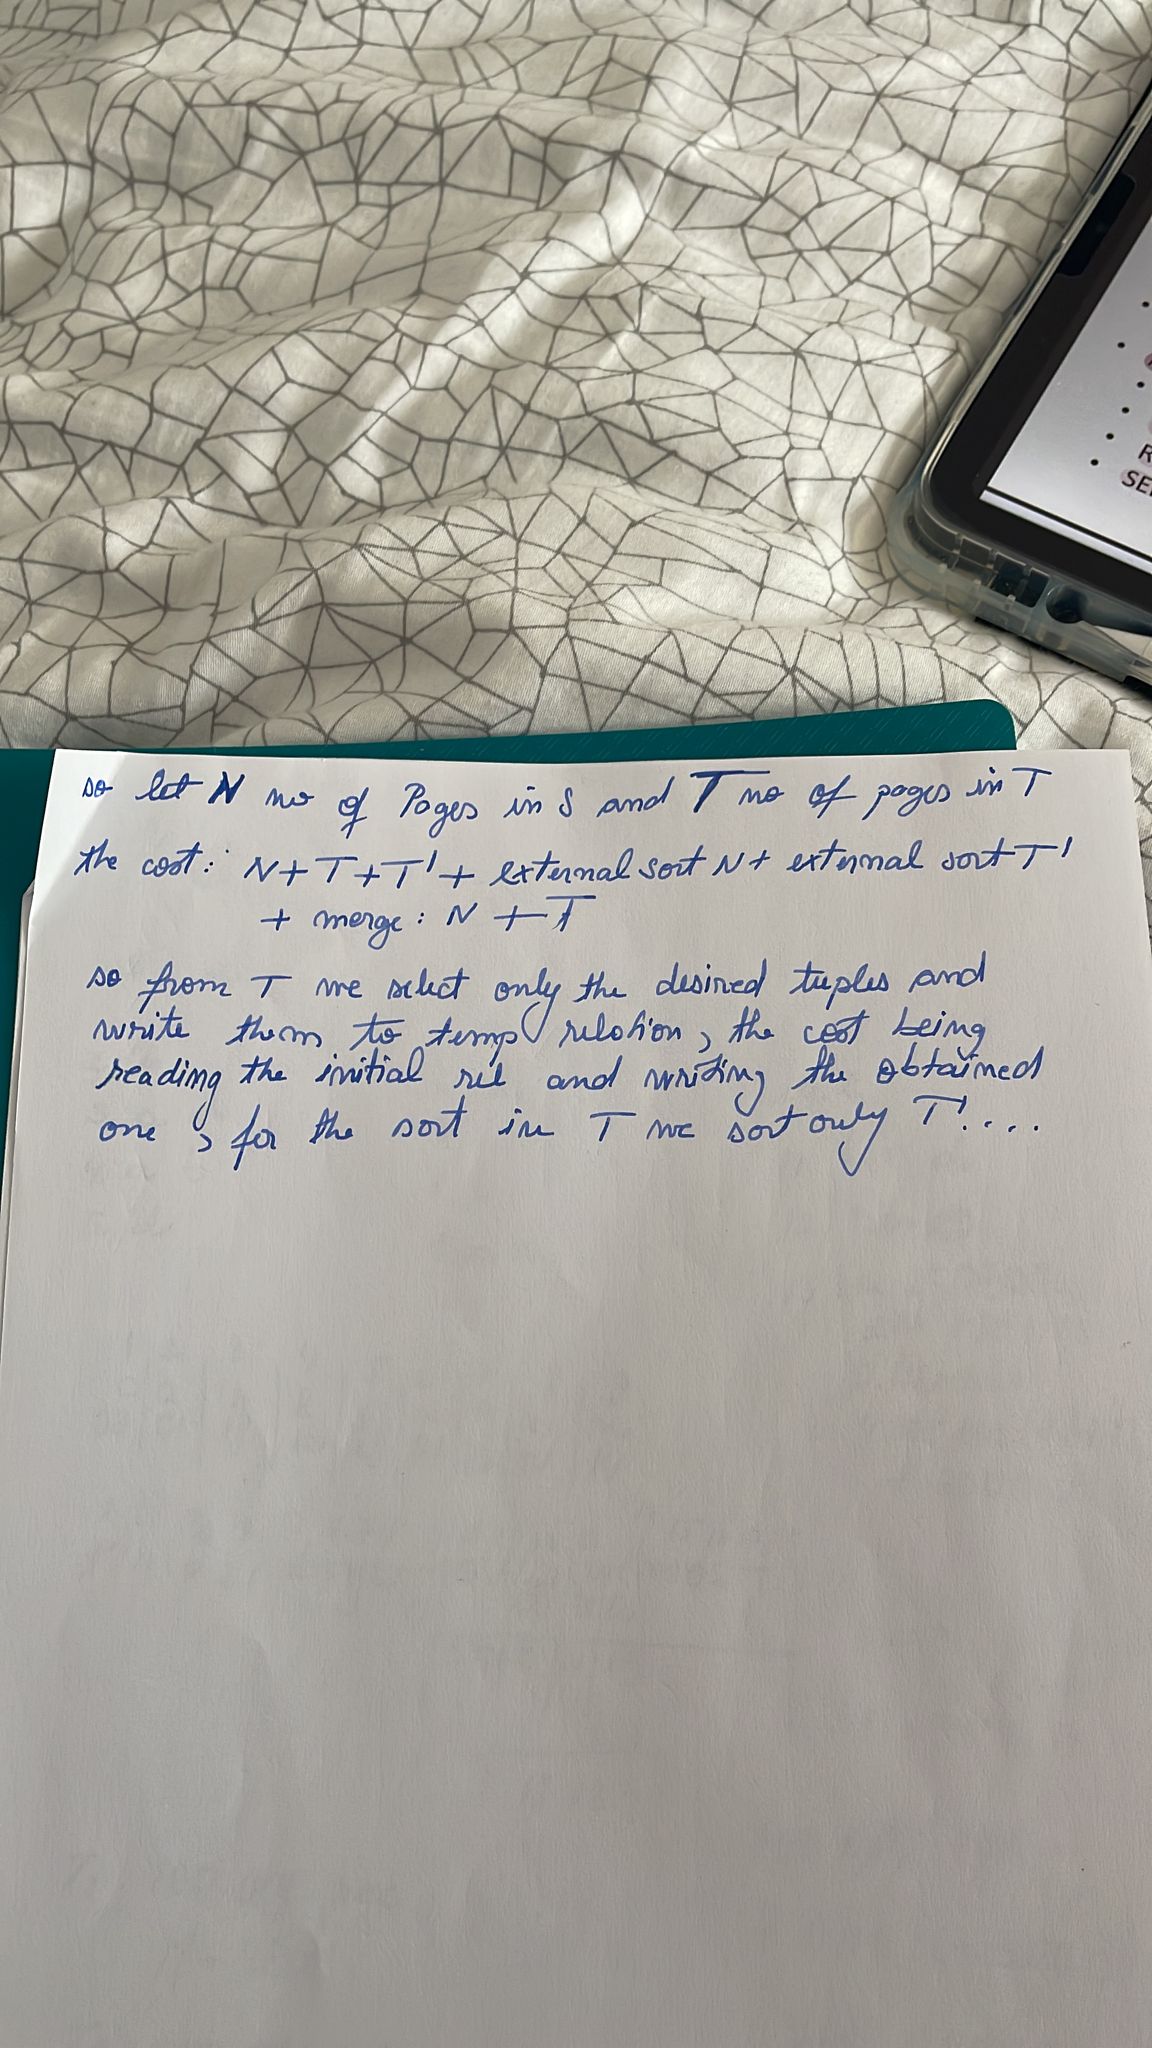 R
SE
so let N no of Pages in S and T no of pages in T
the cost: N + T + T' + external sort N + external sort T'
+ merge: N + T
so from T we select only the desired tuples and
write them to temp relation, the cost being
reading the initial rel and writing the obtained
one, for the sort in T we sort only T'....